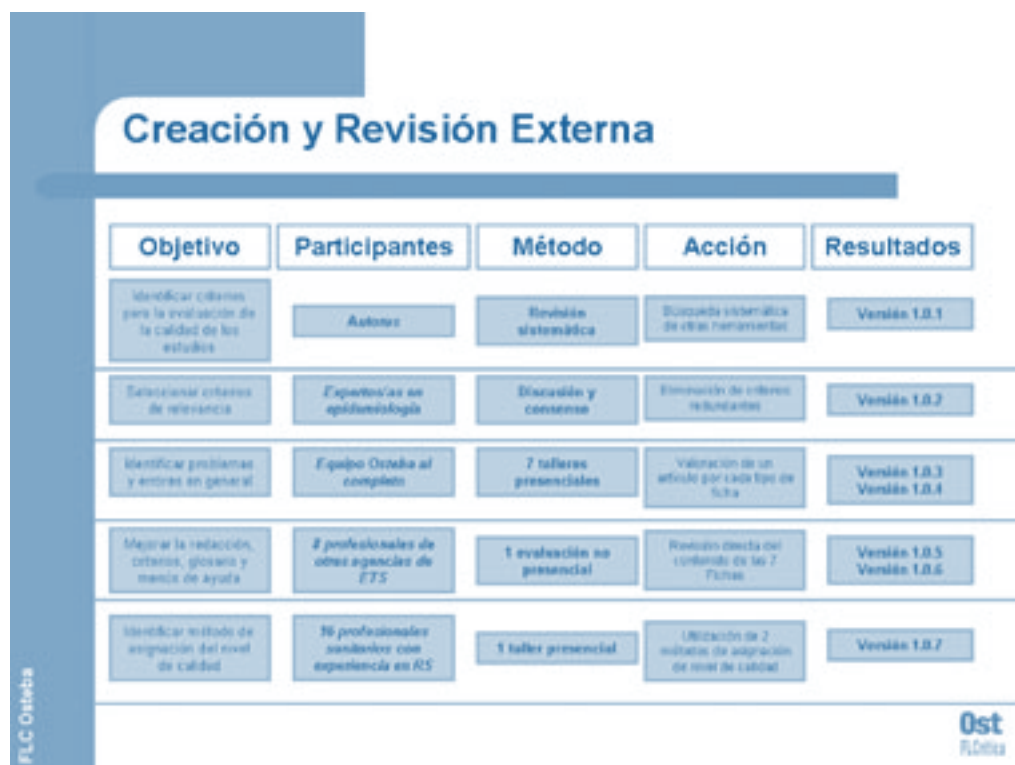 Creación y Revisión Externa
Objetivo
Participantes
Método
Acción
Resultados
Identificar criterios
para la evaluación de
la calidad de los
estudios
Autores
Revisión
sistemática
Búsqueda sistemática
de otras herramientas
Versión 1.0.1
Seleccionar criterios
de relevancia
Expertos/as en
epidemiología
Discusión y
consenso
Eliminación de criterios
redundantes
Versión 1.0.2
Identificar problemas
y errores en general
Equipo Osteba al
completo
7 talleres
presenciales
Valoración de un
artículo por cada tipo de
ficha
Versión 1.0.3
Versión 1.0.4
Mejorar la redacción,
criterios, glosario y
menús de ayuda
8 profesionales de
otras agencias de
ETS
1 evaluación no
presencial
Revisión directa del
contenido de las 7
Fichas
Versión 1.0.5
Versión 1.0.6
Identificar método de
asignación del nivel
de calidad
16 profesionales
sanitarios con
experiencia en RS
1 taller presencial
Utilización de 2
métodos de asignación
de nivel de calidad
Versión 1.0.7
FLC Osteba
Ost
FLCrítica